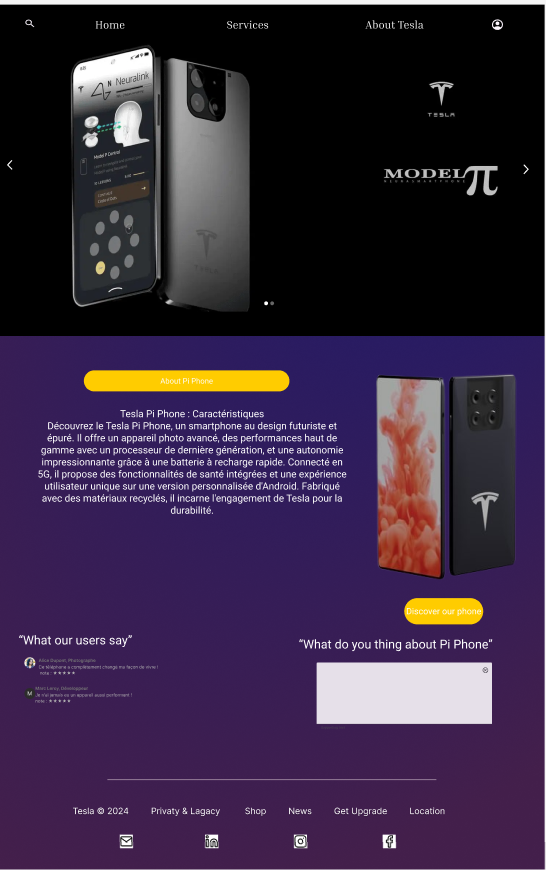 Home Services About Tesla
Neuralink
TESLA
Model P Control
MODEL π
TESLA
About Pi Phone
Tesla Pi Phone : Caractéristiques
Découvrez le Tesla Pi Phone, un smartphone au design futuriste et
épuré. Il offre un appareil photo avancé, des performances haut de
gamme avec un processeur de dernière génération, et une autonomie
impressionnante grâce à une batterie à recharge rapide. Connecté en
5G, il propose des fonctionnalités de santé intégrées et une expérience
utilisateur unique sur une version personnalisée d'Android. Fabriqué
avec des matériaux recyclés, il incarne l'engagement de Tesla pour la
durabilité.
Discover our phone
“What our users say”
Alice Dupont, Photographe
Ce téléphone a complètement change ma façon de vivre !
note : ★★★★★
M
Marc Leroy, Développeur
Je n'ai jamais vu un appareil aussi performant !
note : ★★★★★
“What do you thing about Pi Phone”
Tesla © 2024 Privaty & Lagacy Shop News Get Upgrade Location